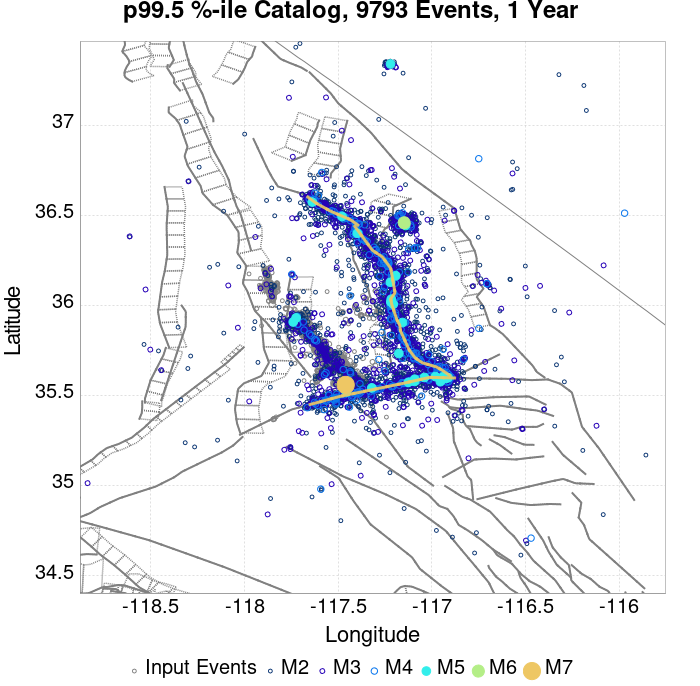 p99.5 %-ile Catalog, 9793 Events, 1 Year
37
36.5
36
35.5
35
34.5
Latitude
-118.5 -118 -117.5 -117 -116.5 -116
Longitude
Input Events M2 M3 M4 M5 M6 M7